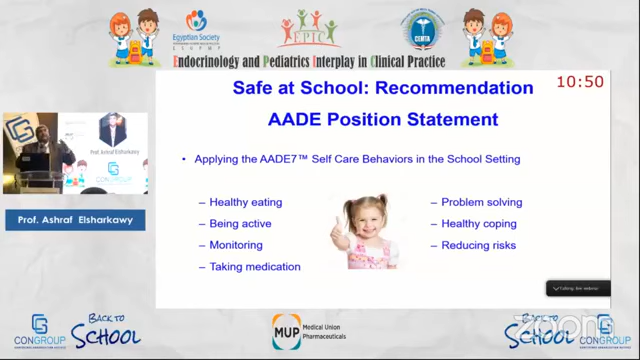 Egyptian Society
EPIC
CEHTA
Endocrinology and Pediatrics Interplay in Clinical Practice
Safe at School: Recommendation
10:50
AADE Position Statement
• Applying the AADE7™ Self Care Behaviors in the School Setting
– Healthy eating
– Being active
– Monitoring
– Taking medication
– Problem solving
– Healthy coping
– Reducing risks
Prof. Ashraf Elsharkawy
Prof. Ashraf Elsharkawy
CONGROUP
BACK TO
SCHOOL
MUP
Medical Union
Pharmaceuticals
BACK TO
SCHOOL
CONGROUP
zoom